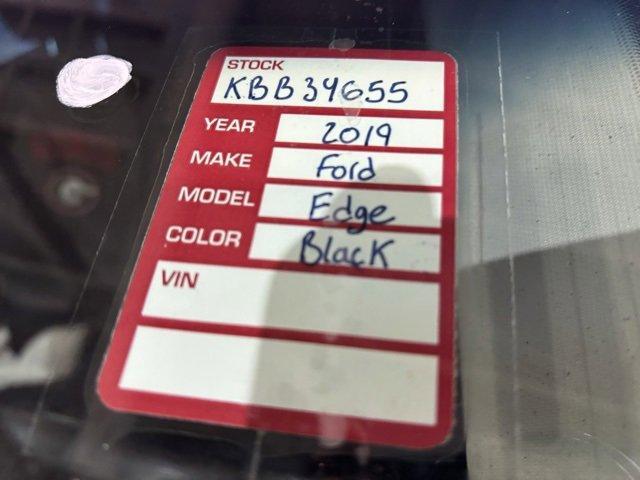 STOCK
KBB34655
YEAR 2019
MAKE Ford
MODEL Edge
COLOR Black
VIN